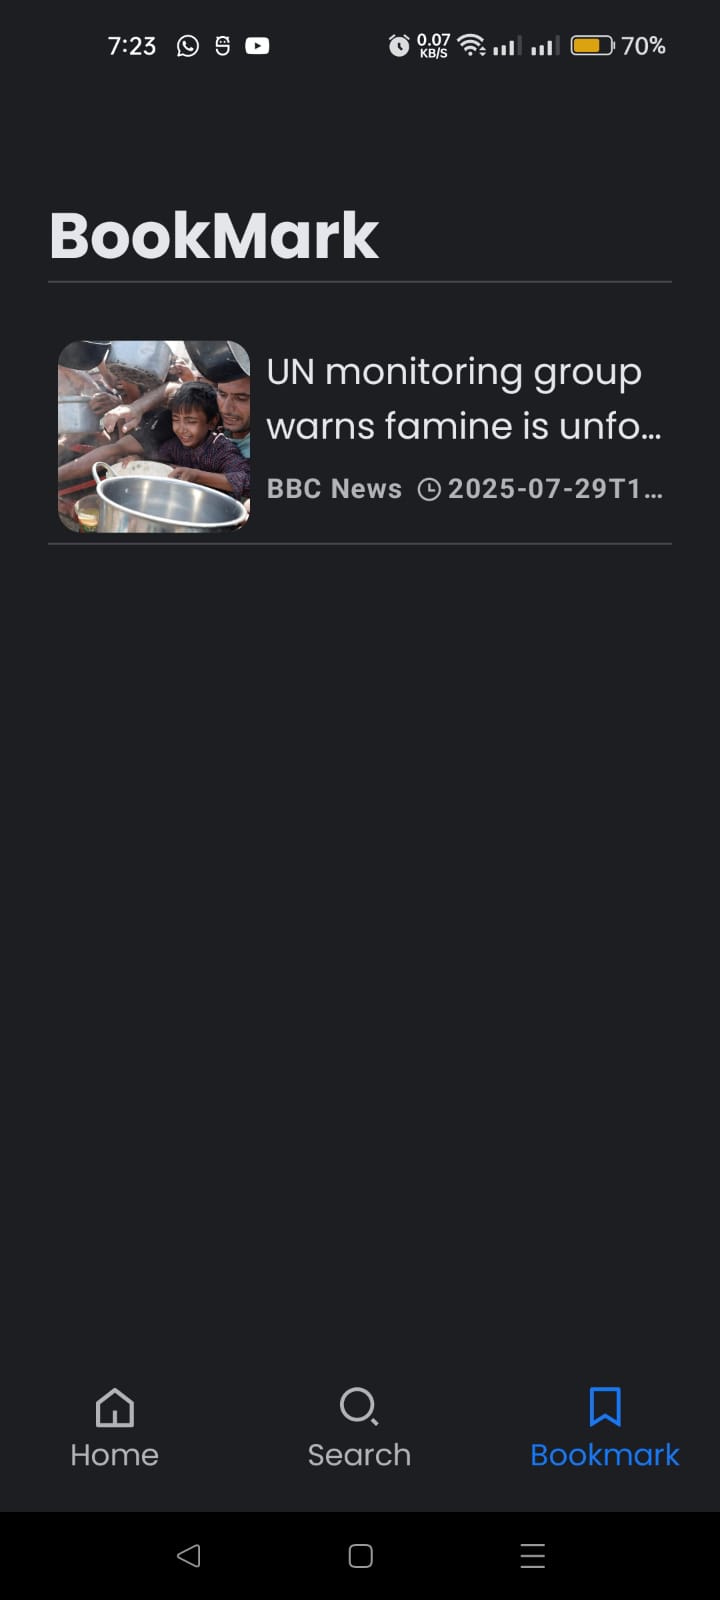 7:23 0.07 KB/S 70%
BookMark
UN monitoring group
warns famine is unfo...
BBC News 2025-07-29T1...
Home Search Bookmark